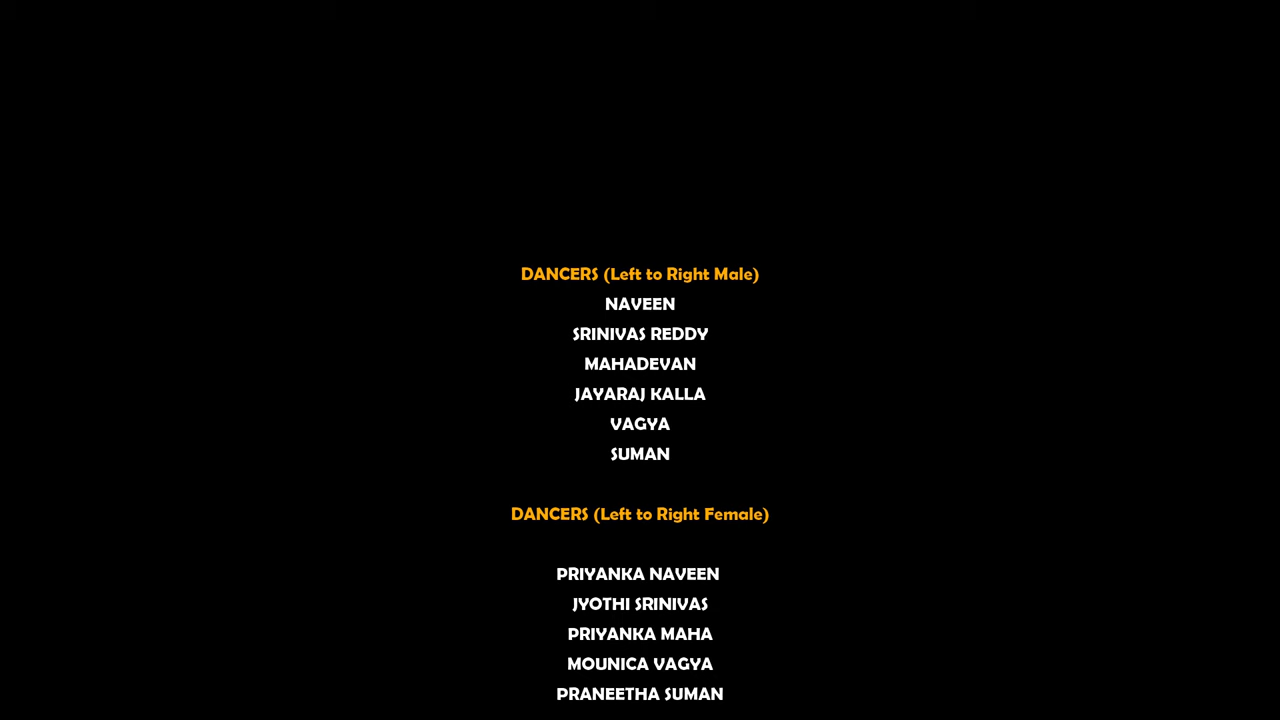 DANCERS (Left to Right Male)
NAVEEN
SRINIVAS REDDY
MAHADEVAN
JAYARAJ KALLA
VAGYA
SUMAN
DANCERS (Left to Right Female)
PRIYANKA NAVEEN
JYOTHI SRINIVAS
PRIYANKA MAHA
MOUNICA VAGYA
PRANEETHA SUMAN